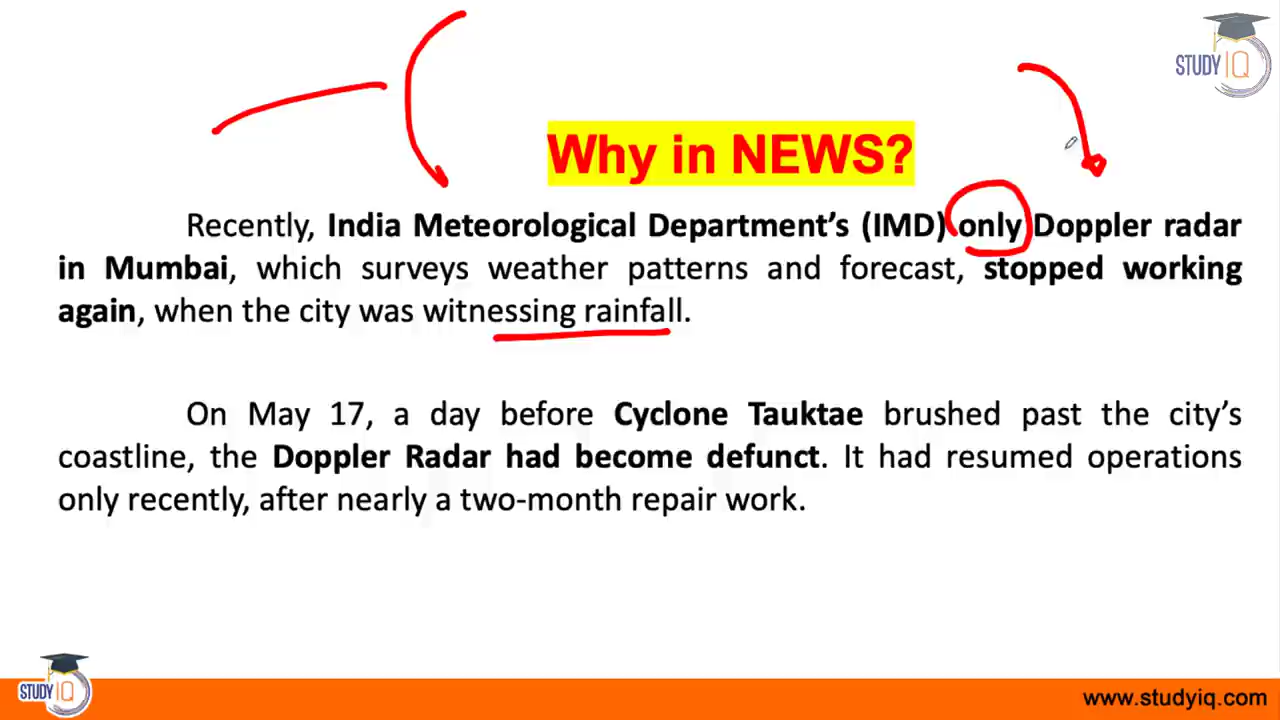 STUDY IQ
Why in NEWS?
Recently, India Meteorological Department’s (IMD) only Doppler radar
in Mumbai, which surveys weather patterns and forecast, stopped working
again, when the city was witnessing rainfall.
On May 17, a day before Cyclone Tauktae brushed past the city’s
coastline, the Doppler Radar had become defunct. It had resumed operations
only recently, after nearly a two-month repair work.
STUDY IQ
www.studyiq.com